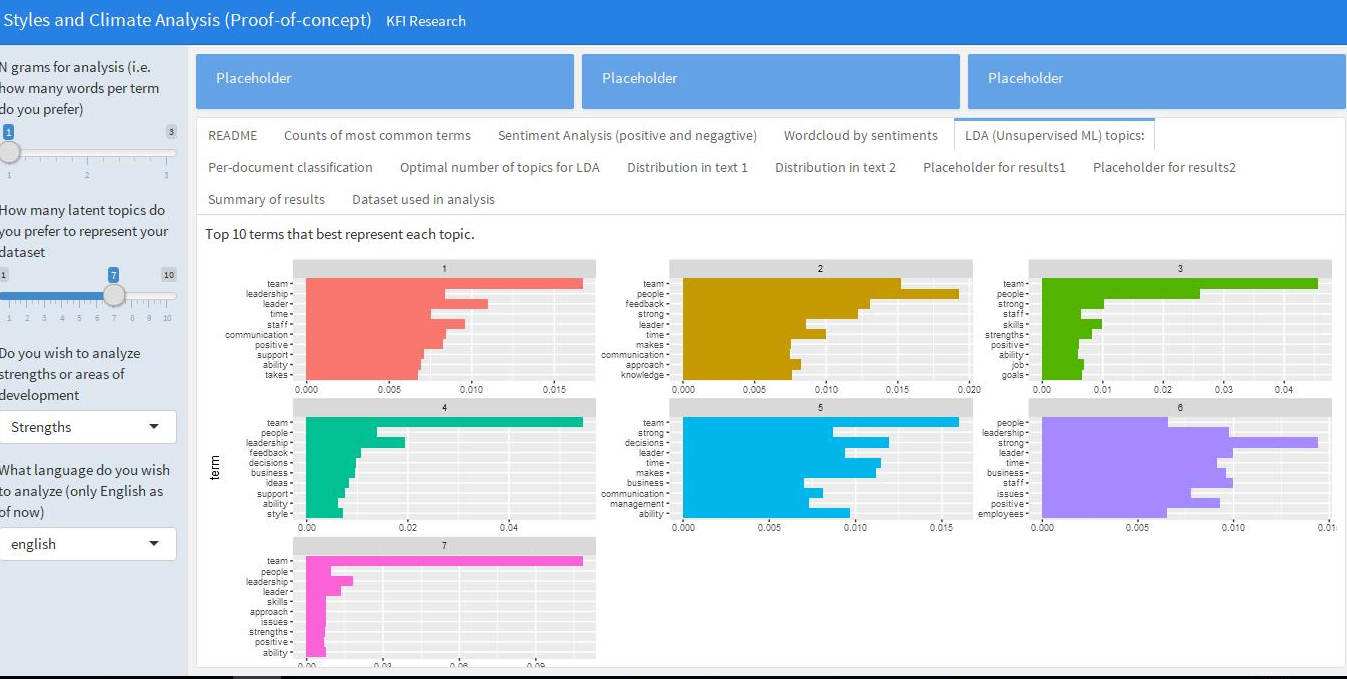 Styles and Climate Analysis (Proof-of-concept) KFI Research
N grams for analysis (i.e.
how many words per term
do you prefer)
1 3
1 2 3
How many latent topics do
you prefer to represent your
dataset
1 7 10
1 2 3 4 5 6 7 8 9 10
Do you wish to analyze
strengths or areas of
development
Strengths
What language do you wish
to analyze (only English as
of now)
english
Placeholder Placeholder Placeholder
README Counts of most common terms Sentiment Analysis (positive and negagtive) Wordcloud by sentiments LDA (Unsupervised ML) topics:
Per-document classification Optimal number of topics for LDA Distribution in text 1 Distribution in text 2 Placeholder for results1 Placeholder for results2
Summary of results Dataset used in analysis
Top 10 terms that best represent each topic.
term
1
team
leadership
leader
time
staff
communication
positive
support
ability
takes
0.000 0.005 0.010 0.015
2
team
people
feedback
strong
leader
time
makes
communication
approach
knowledge
0.000 0.005 0.010 0.015 0.020
3
team
people
strong
staff
skills
strengths
positive
ability
job
goals
0.00 0.01 0.02 0.03 0.04
4
team
people
leadership
feedback
decisions
business
ideas
support
ability
style
0.00 0.02 0.04
5
team
strong
decisions
leader
time
makes
business
communication
management
ability
0.000 0.005 0.010 0.015
6
people
leadership
strong
leader
time
business
staff
issues
positive
employees
0.000 0.005 0.010 0.01
7
team
people
leadership
leader
skills
approach
issues
strengths
positive
ability
0.00 0.03 0.06 0.09